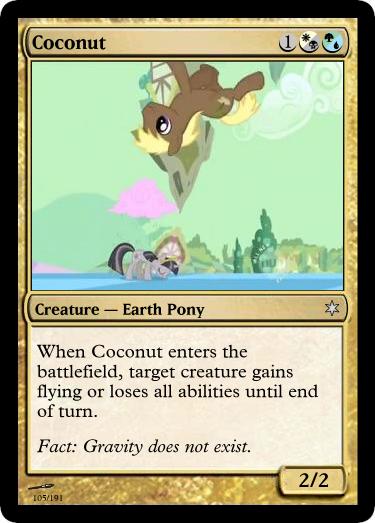 Coconut 1
Creature — Earth Pony
When Coconut enters the
battlefield, target creature gains
flying or loses all abilities until end
of turn.
Fact: Gravity does not exist.
2/2
105/191